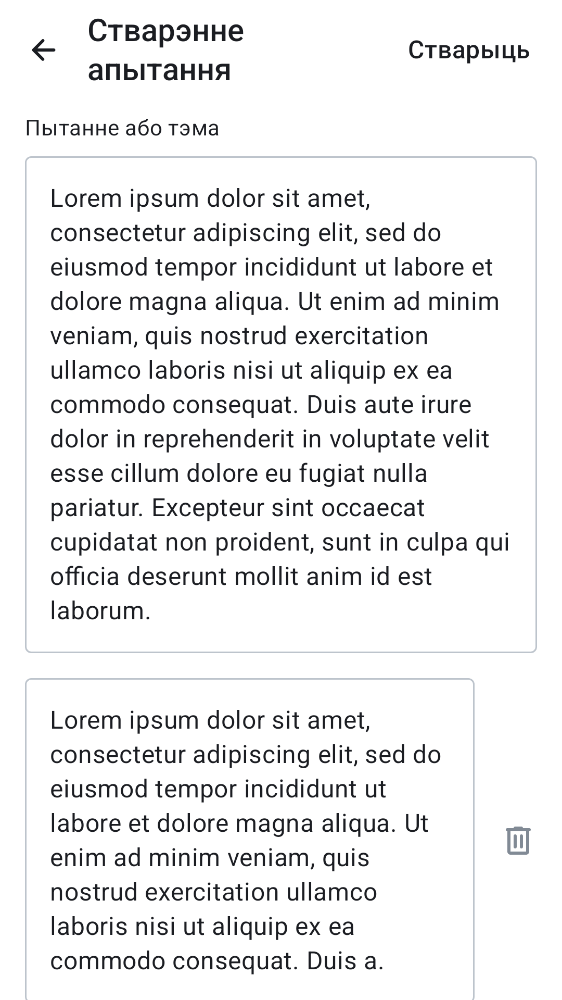 Стварэнне
апытання
Стварыць
Пытанне або тэма
Lorem ipsum dolor sit amet,
consectetur adipiscing elit, sed do
eiusmod tempor incididunt ut labore et
dolore magna aliqua. Ut enim ad minim
veniam, quis nostrud exercitation
ullamco laboris nisi ut aliquip ex ea
commodo consequat. Duis aute irure
dolor in reprehenderit in voluptate velit
esse cillum dolore eu fugiat nulla
pariatur. Excepteur sint occaecat
cupidatat non proident, sunt in culpa qui
officia deserunt mollit anim id est
laborum.
Lorem ipsum dolor sit amet,
consectetur adipiscing elit, sed do
eiusmod tempor incididunt ut
labore et dolore magna aliqua. Ut
enim ad minim veniam, quis
nostrud exercitation ullamco
laboris nisi ut aliquip ex ea
commodo consequat. Duis a.